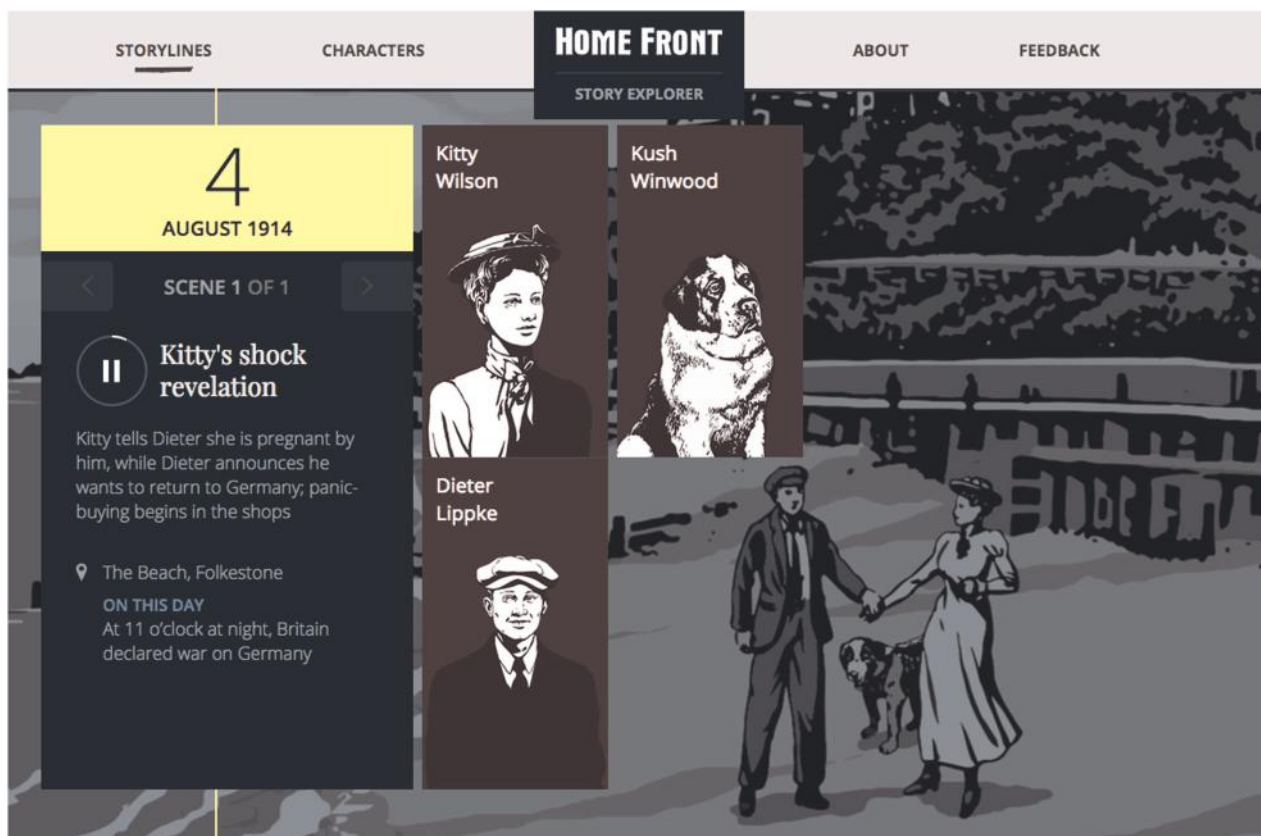 STORYLINES
CHARACTERS
HOME FRONT
STORY EXPLORER
ABOUT
FEEDBACK
4
AUGUST 1914
SCENE 1 OF 1
Kitty's shock
revelation
Kitty tells Dieter she is pregnant by
him, while Dieter announces he
wants to return to Germany; panic-
buying begins in the shops
The Beach, Folkestone
ON THIS DAY
At 11 o'clock at night, Britain
declared war on Germany
Kitty
Wilson
Kush
Winwood
Dieter
Lippke